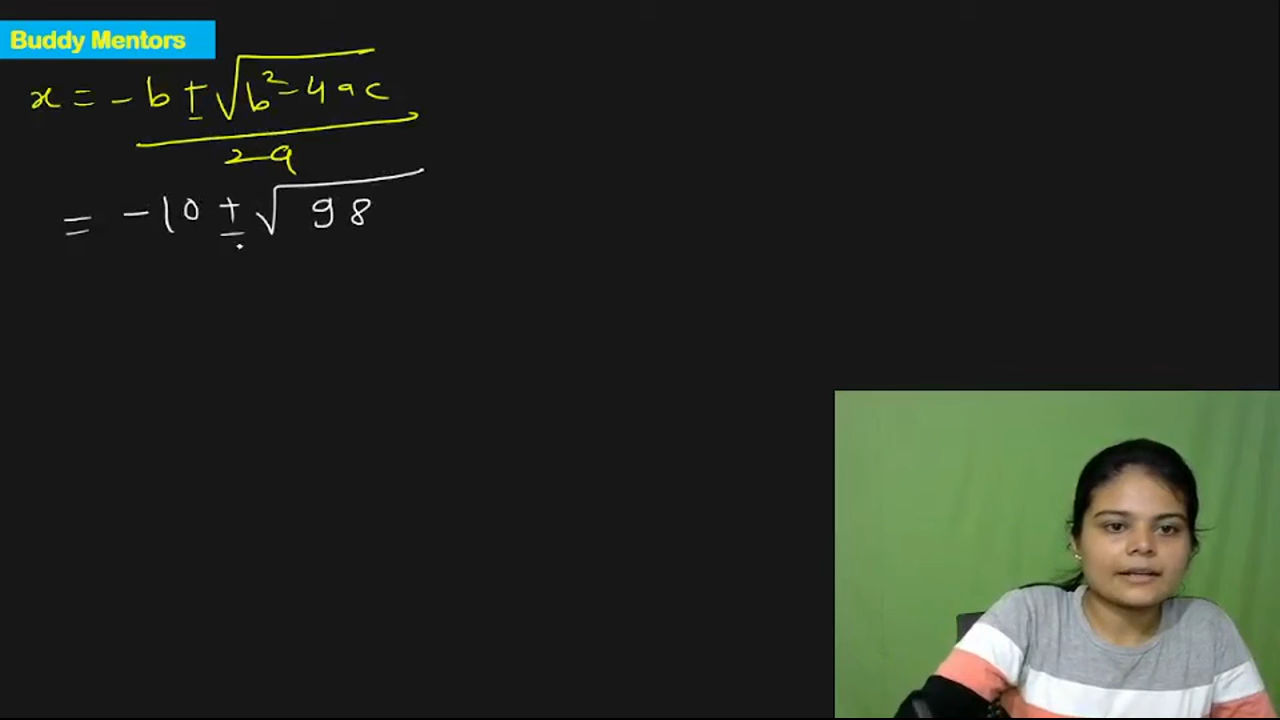 Buddy Mentors
x = -b ± √b²-4ac
2a
= -10 ± √98